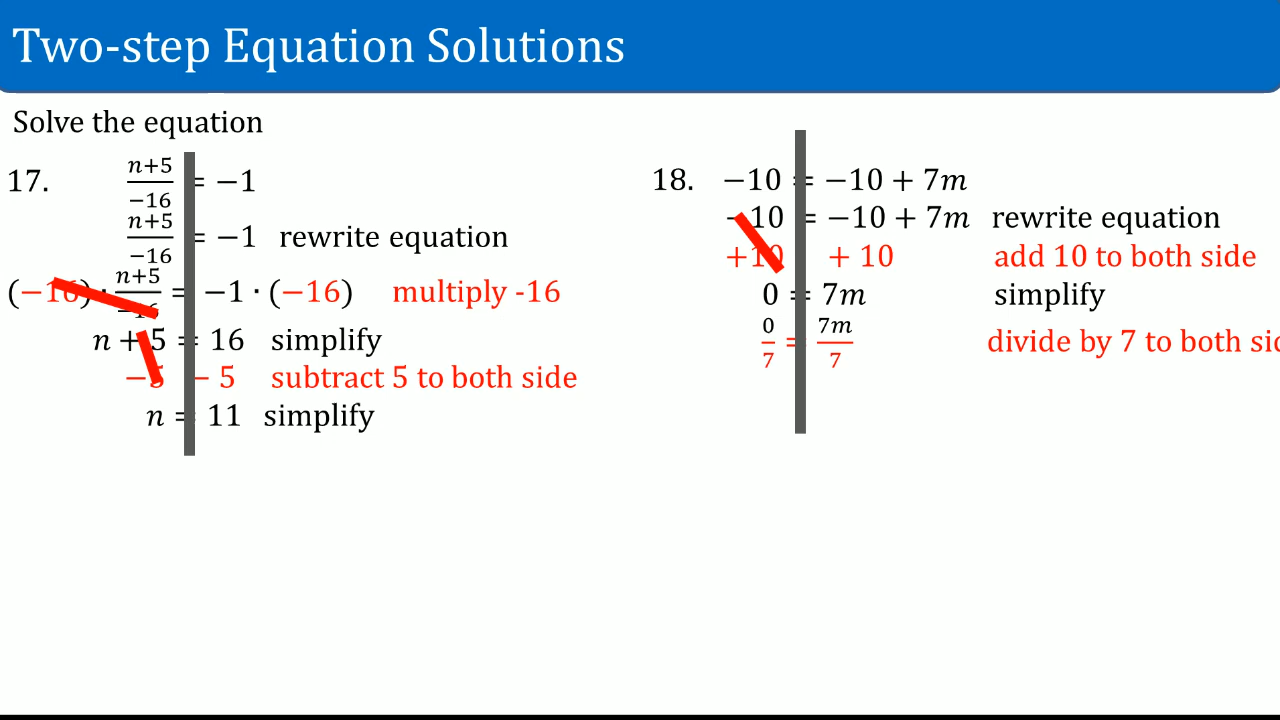 Two-step Equation Solutions
Solve the equation
17. (n+5)/(−16) = −1
(n+5)/(−16) = −1 rewrite equation
(−16) · (n+5)/(−16) = −1 · (−16) multiply -16
n + 5 = 16 simplify
−5 − 5 subtract 5 to both side
n = 11 simplify
18. −10 = −10 + 7m
−10 = −10 + 7m rewrite equation
+10 + 10 add 10 to both side
0 = 7m simplify
0/7 = 7m/7 divide by 7 to both